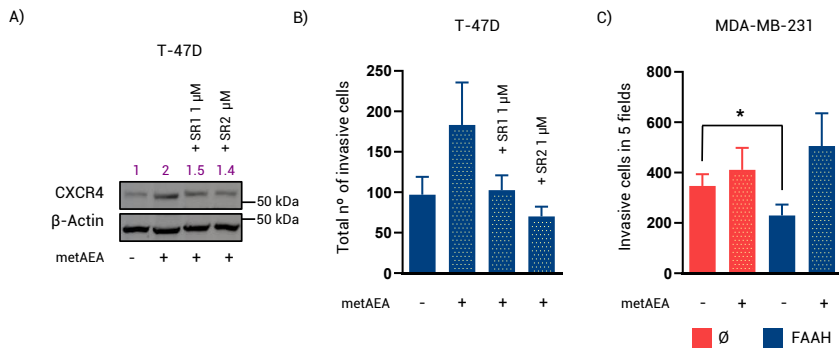 A)
T-47D
+ SR1 1 µM
+ SR2 µM
1 2 1.5 1.4
CXCR4
50 kDa
β-Actin
50 kDa
metAEA - + + +
B)
T-47D
Total nº of invasive cells
250
200
150
100
50
0
+ SR1 1 µM
+ SR2 1 µM
metAEA - + + +
C)
MDA-MB-231
Invasive cells in 5 fields
800
600
400
200
0
*
metAEA - + - +
Ø FAAH